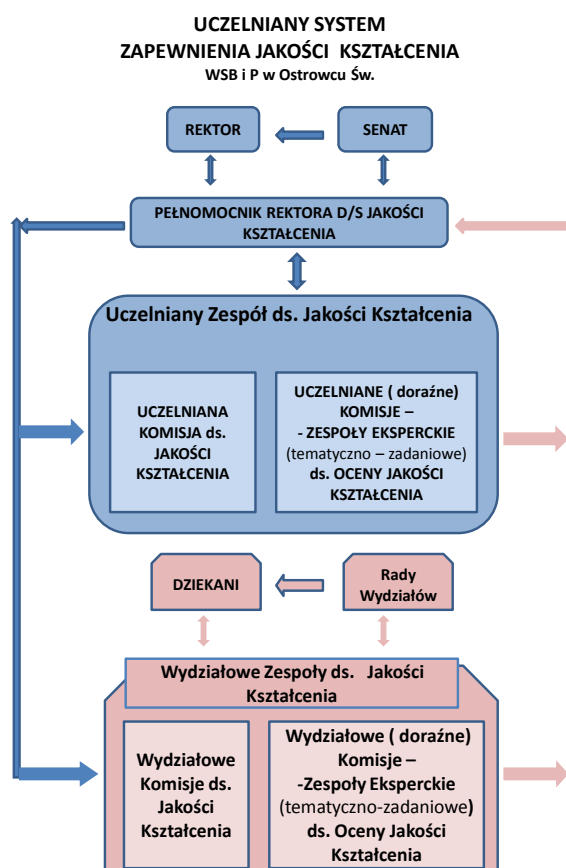 UCZELNIANY SYSTEM
ZAPEWNIENIA JAKOŚCI KSZTAŁCENIA
WSB i P w Ostrowcu Św.
REKTOR
SENAT
PEŁNOMOCNIK REKTORA D/S JAKOŚCI
KSZTAŁCENIA
Uczelniany Zespół ds. Jakości Kształcenia
UCZELNIANA
KOMISJA ds.
JAKOŚCI
KSZTAŁCENIA
UCZELNIANE ( doraźne)
KOMISJE –
- ZESPOŁY EKSPERCKIE
(tematyczno – zadaniowe)
ds. OCENY JAKOŚCI
KSZTAŁCENIA
DZIEKANI
Rady
Wydziałów
Wydziałowe Zespoły ds. Jakości
Kształcenia
Wydziałowe
Komisje ds.
Jakości
Kształcenia
Wydziałowe ( doraźne)
Komisje –
-Zespoły Eksperckie
(tematyczno-zadaniowe)
ds. Oceny Jakości
Kształcenia